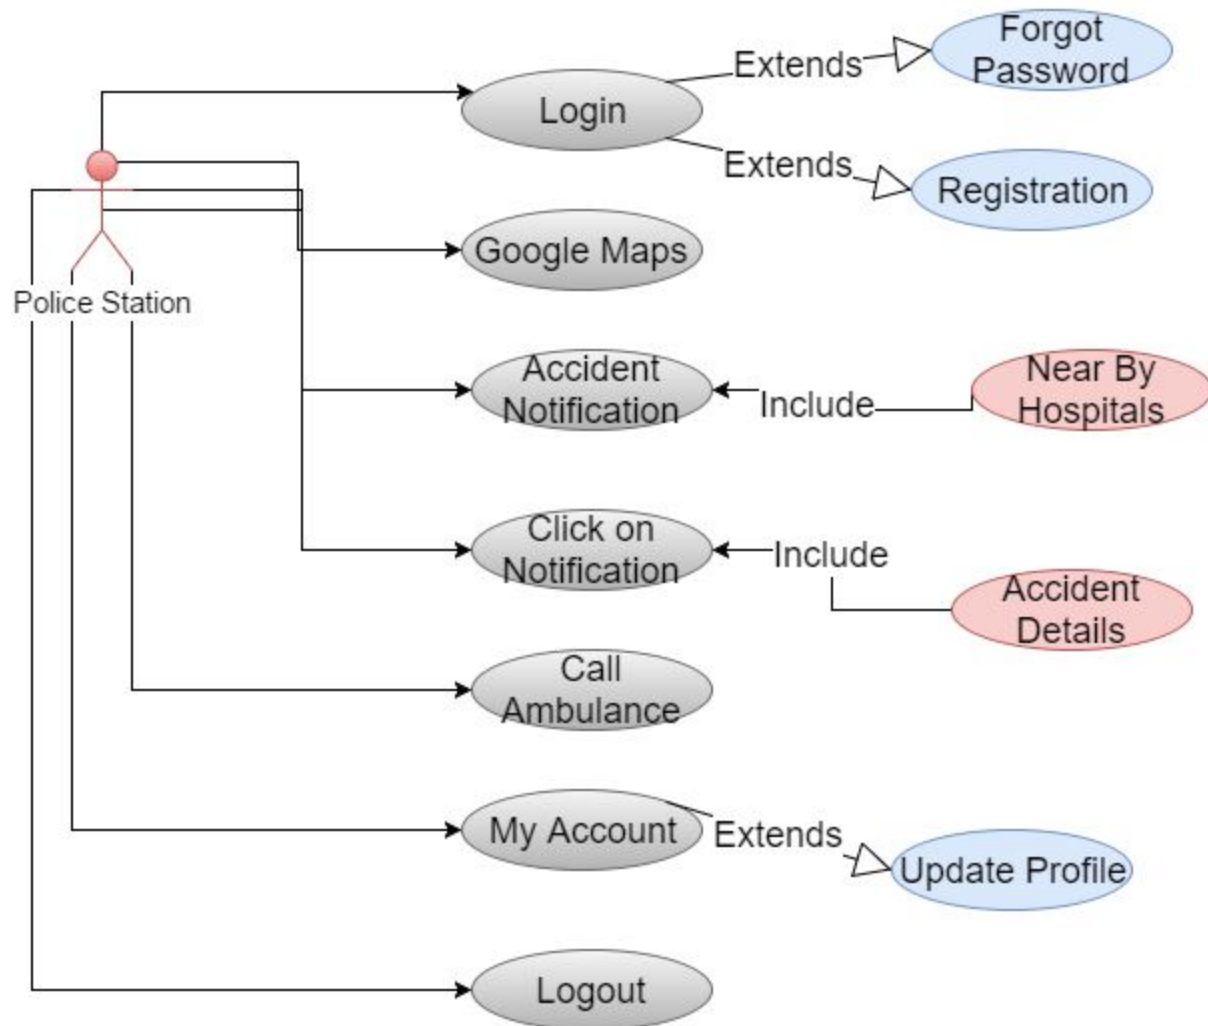 Forgot
Password
Extends
Login
Extends
Registration
Google Maps
Police Station
Accident
Notification
Include
Near By
Hospitals
Click on
Notification
Include
Accident
Details
Call
Ambulance
My Account
Extends
Update Profile
Logout